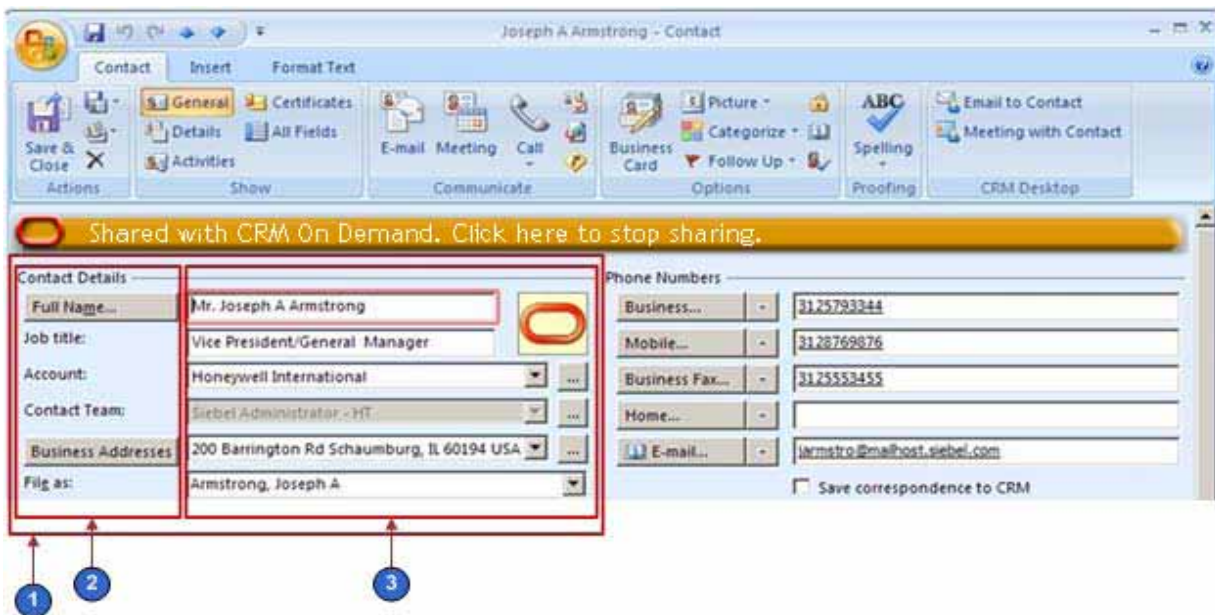 Joseph A Armstrong - Contact
Contact Insert Format Text
Save & Close
Actions
General Certificates
Details All Fields
Activities
Show
E-mail Meeting Call
Communicate
Business Card
Picture
Categorize
Follow Up
Options
ABC
Spelling
Proofing
Email to Contact
Meeting with Contact
CRM Desktop
Shared with CRM On Demand. Click here to stop sharing.
Contact Details
Full Name... Mr. Joseph A Armstrong
Job title: Vice President/General Manager
Account: Honeywell International ...
Contact Team: Siebel Administrator - HT ...
Business Addresses 200 Barrington Rd Schaumburg, IL 60194 USA ...
File as: Armstrong, Joseph A
Phone Numbers
Business... 3125793344
Mobile... 3128769876
Business Fax... 3125553455
Home...
E-mail... jarmstro@malhost.siebel.com
Save correspondence to CRM
1
2
3